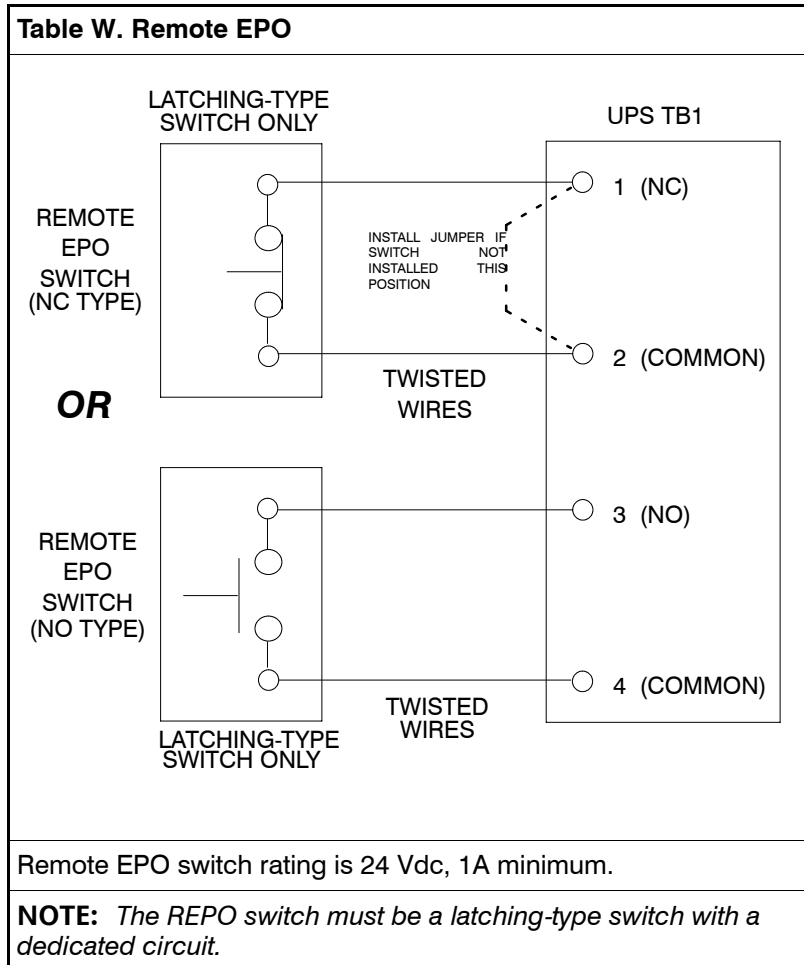 Table W. Remote EPO
LATCHING-TYPE
SWITCH ONLY
UPS TB1
REMOTE
EPO
SWITCH
(NC TYPE)
INSTALL JUMPER IF
SWITCH NOT
INSTALLED THIS
POSITION
1 (NC)
2 (COMMON)
TWISTED
WIRES
OR
REMOTE
EPO
SWITCH
(NO TYPE)
3 (NO)
4 (COMMON)
TWISTED
WIRES
LATCHING-TYPE
SWITCH ONLY
Remote EPO switch rating is 24 Vdc, 1A minimum.
NOTE: The REPO switch must be a latching-type switch with a
dedicated circuit.